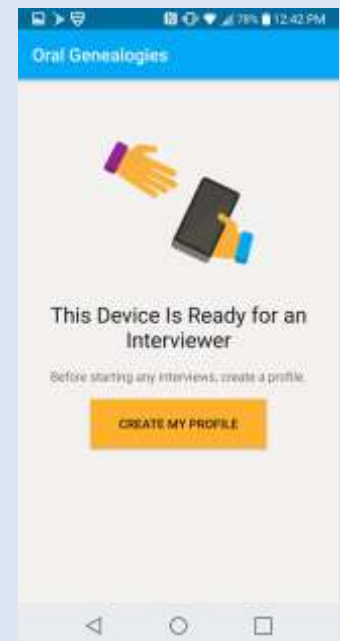 78% 12:42 PM
Oral Genealogies
This Device Is Ready for an
Interviewer
Before starting any interviews, create a profile.
CREATE MY PROFILE